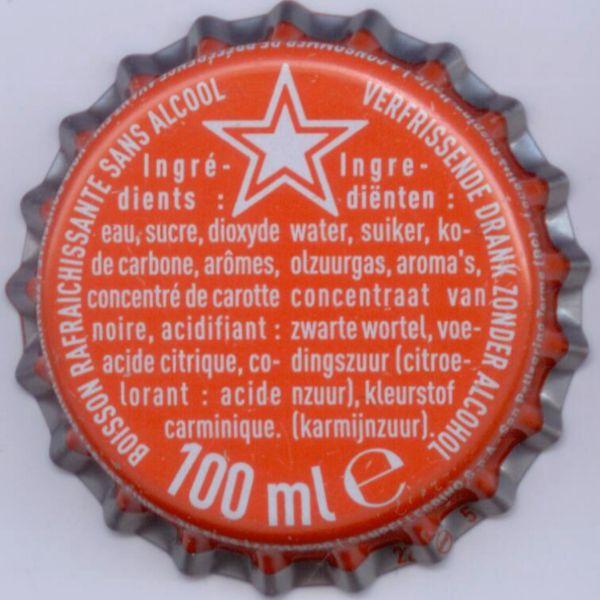 BOISSON RAFRAICHISSANTE SANS ALCOOL
VERFRISSENDE DRANK ZONDER ALCOHOL
Ingré-
dients :
eau, sucre, dioxyde
de carbone, arômes,
concentré de carotte
noire, acidifiant :
acide citrique, co-
lorant : acide
carminique.
Ingre-
diënten :
water, suiker, ko-
olzuurgas, aroma's,
concentraat van
zwarte wortel, voe-
dingszuur (citroe-
nzuur), kleurstof
(karmijnzuur).
100 ml e